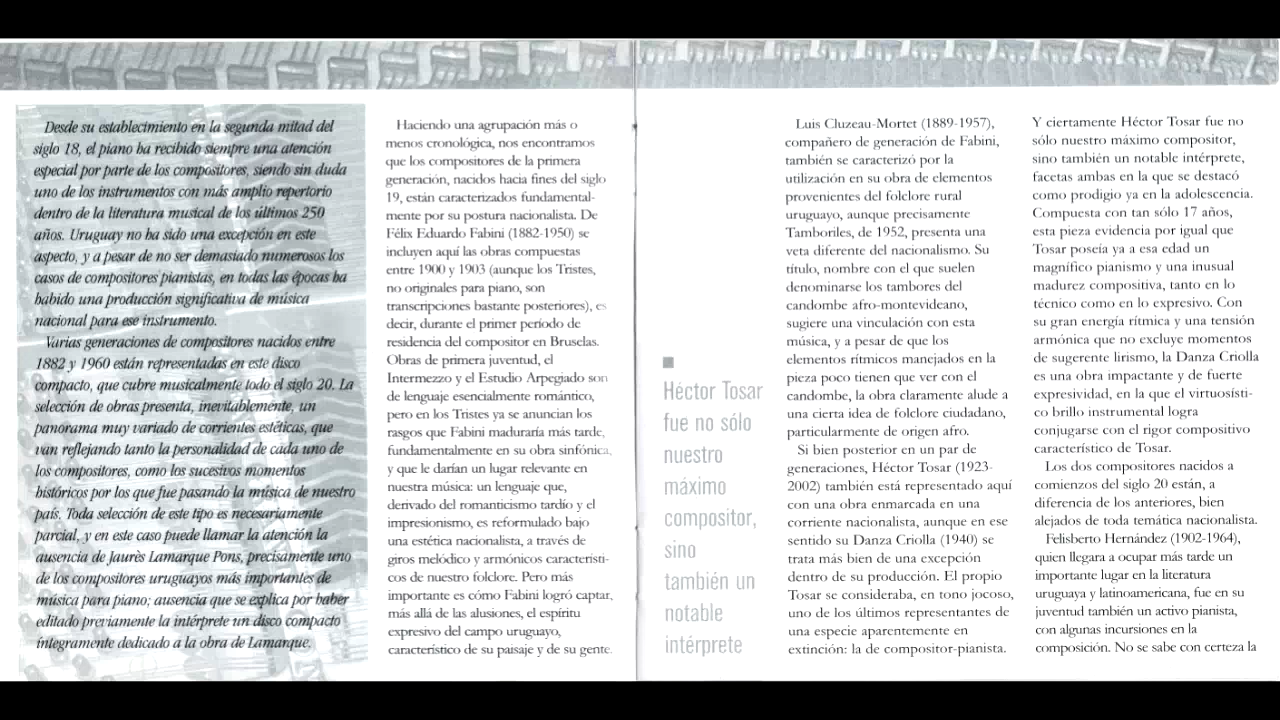 Desde su establecimiento en la segunda mitad del
siglo 18, el piano ha recibido siempre una atención
especial por parte de los compositores, siendo sin duda
uno de los instrumentos con más amplio repertorio
dentro de la literatura musical de los últimos 250
años. Uruguay no ha sido una excepción en este
aspecto, y a pesar de no ser demasiado numerosos los
casos de compositores pianistas, en todas las épocas ha
habido una producción significativa de música
nacional para ese instrumento.
Varias generaciones de compositores nacidos entre
1882 y 1960 están representadas en este disco
compacto, que cubre musicalmente todo el siglo 20. La
selección de obras presenta, inevitablemente, un
panorama muy variado de corrientes estéticas, que
van reflejando tanto la personalidad de cada uno de
los compositores, como los sucesivos momentos
históricos por los que fue pasando la música de nuestro
país. Toda selección de este tipo es necesariamente
parcial, y en este caso puede llamar la atención la
ausencia de Jaurès Lamarque Pons, precisamente uno
de los compositores uruguayos más importantes de
música para piano; ausencia que se explica por haber
editado previamente la intérprete un disco compacto
íntegramente dedicado a la obra de Lamarque.
Haciendo una agrupación más o
menos cronológica, nos encontramos
que los compositores de la primera
generación, nacidos hacia fines del siglo
19, están caracterizados fundamental-
mente por su postura nacionalista. De
Félix Eduardo Fabini (1882-1950) se
incluyen aquí las obras compuestas
entre 1900 y 1903 (aunque los Tristes,
no originales para piano, son
transcripciones bastante posteriores), es
decir, durante el primer período de
residencia del compositor en Bruselas.
Obras de primera juventud, el
Intermezzo y el Estudio Arpegiado son
de lenguaje esencialmente romántico,
pero en los Tristes ya se anuncian los
rasgos que Fabini maduraría más tarde,
fundamentalmente en su obra sinfónica,
y que le darían un lugar relevante en
nuestra música: un lenguaje que,
derivado del romanticismo tardío y el
impresionismo, es reformulado bajo
una estética nacionalista, a través de
giros melódico y armónicos característi-
cos de nuestro folclore. Pero más
importante es cómo Fabini logró captar,
más allá de las alusiones, el espíritu
expresivo del campo uruguayo,
característico de su paisaje y de su gente.
Héctor Tosar
fue no sólo
nuestro
máximo
compositor,
sino
también un
notable
intérprete
Luis Cluzeau-Mortet (1889-1957),
compañero de generación de Fabini,
también se caracterizó por la
utilización en su obra de elementos
provenientes del folclore rural
uruguayo, aunque precisamente
Tamboriles, de 1952, presenta una
veta diferente del nacionalismo. Su
título, nombre con el que suelen
denominarse los tambores del
candombe afro-montevideano,
sugiere una vinculación con esta
música, y a pesar de que los
elementos rítmicos manejados en la
pieza poco tienen que ver con el
candombe, la obra claramente alude a
una cierta idea de folclore ciudadano,
particularmente de origen afro.
Si bien posterior en un par de
generaciones, Héctor Tosar (1923-
2002) también está representado aquí
con una obra enmarcada en una
corriente nacionalista, aunque en ese
sentido su Danza Criolla (1940) se
trata más bien de una excepción
dentro de su producción. El propio
Tosar se consideraba, en tono jocoso,
uno de los últimos representantes de
una especie aparentemente en
extinción: la de compositor-pianista.
Y ciertamente Héctor Tosar fue no
sólo nuestro máximo compositor,
sino también un notable intérprete,
facetas ambas en la que se destacó
como prodigio ya en la adolescencia.
Compuesta con tan sólo 17 años,
esta pieza evidencia por igual que
Tosar poseía ya a esa edad un
magnífico pianismo y una inusual
madurez compositiva, tanto en lo
técnico como en lo expresivo. Con
su gran energía rítmica y una tensión
armónica que no excluye momentos
de sugerente lirismo, la Danza Criolla
es una obra impactante y de fuerte
expresividad, en la que el virtuosísti-
co brillo instrumental logra
conjugarse con el rigor compositivo
característico de Tosar.
Los dos compositores nacidos a
comienzos del siglo 20 están, a
diferencia de los anteriores, bien
alejados de toda temática nacionalista.
Felisberto Hernández (1902-1964),
quien llegara a ocupar más tarde un
importante lugar en la literatura
uruguaya y latinoamericana, fue en su
juventud también un activo pianista,
con algunas incursiones en la
composición. No se sabe con certeza la